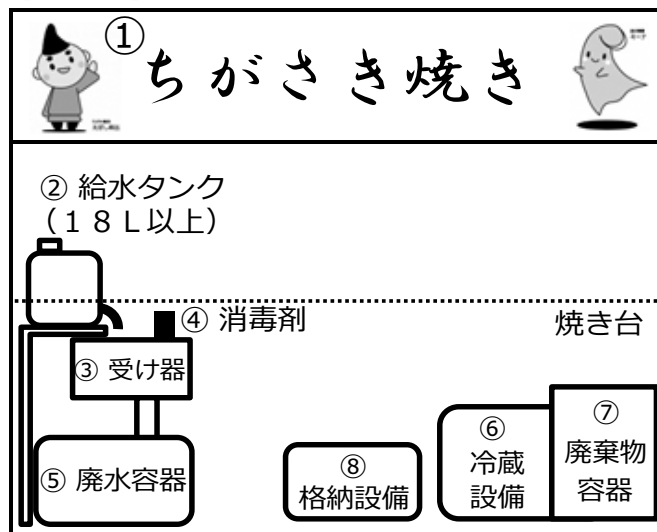 ① ちがさき焼き
② 給水タンク
（１８Ｌ以上）
④ 消毒剤
焼き台
③ 受け器
⑤ 廃水容器
⑧
格納設備
⑥
冷蔵
設備
⑦
廃棄物
容器